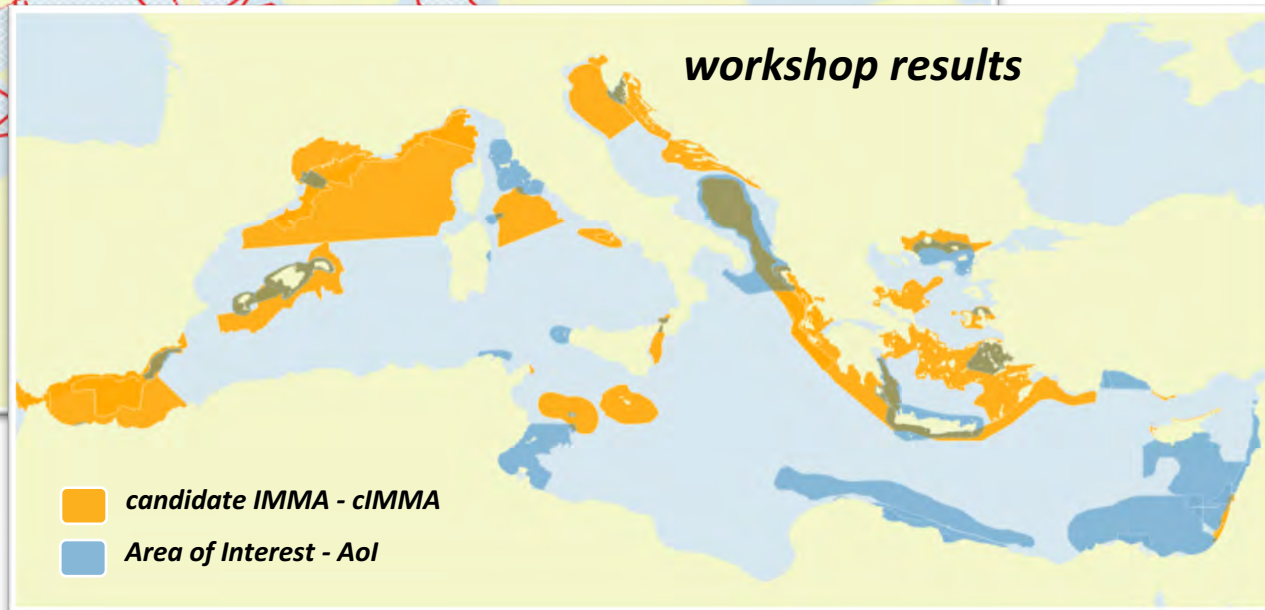 workshop results
candidate IMMA - cIMMA
Area of Interest - AoI